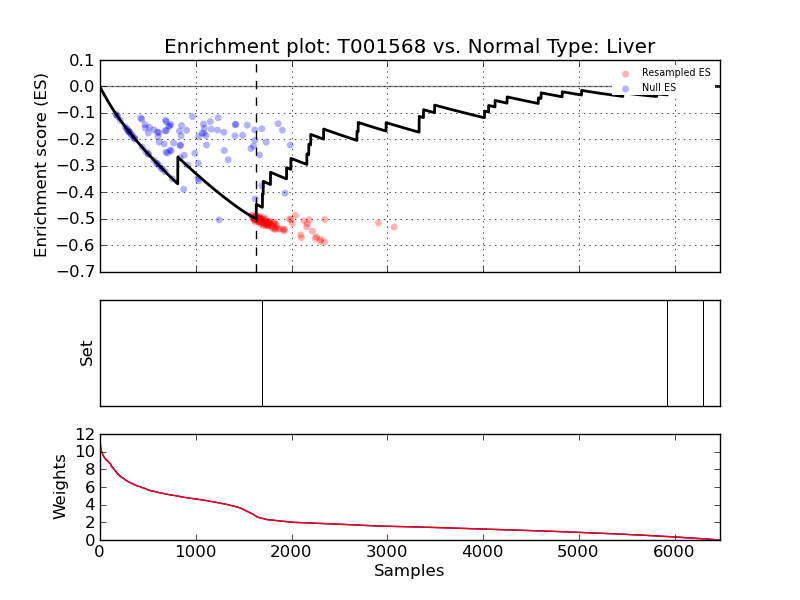 Enrichment plot: T001568 vs. Normal Type: Liver
0.1
0.0
−0.1
−0.2
−0.3
−0.4
−0.5
−0.6
−0.7
Enrichment score (ES)
Resampled ES
Null ES
Set
12
10
8
6
4
2
0
Weights
0 1000 2000 3000 4000 5000 6000
Samples